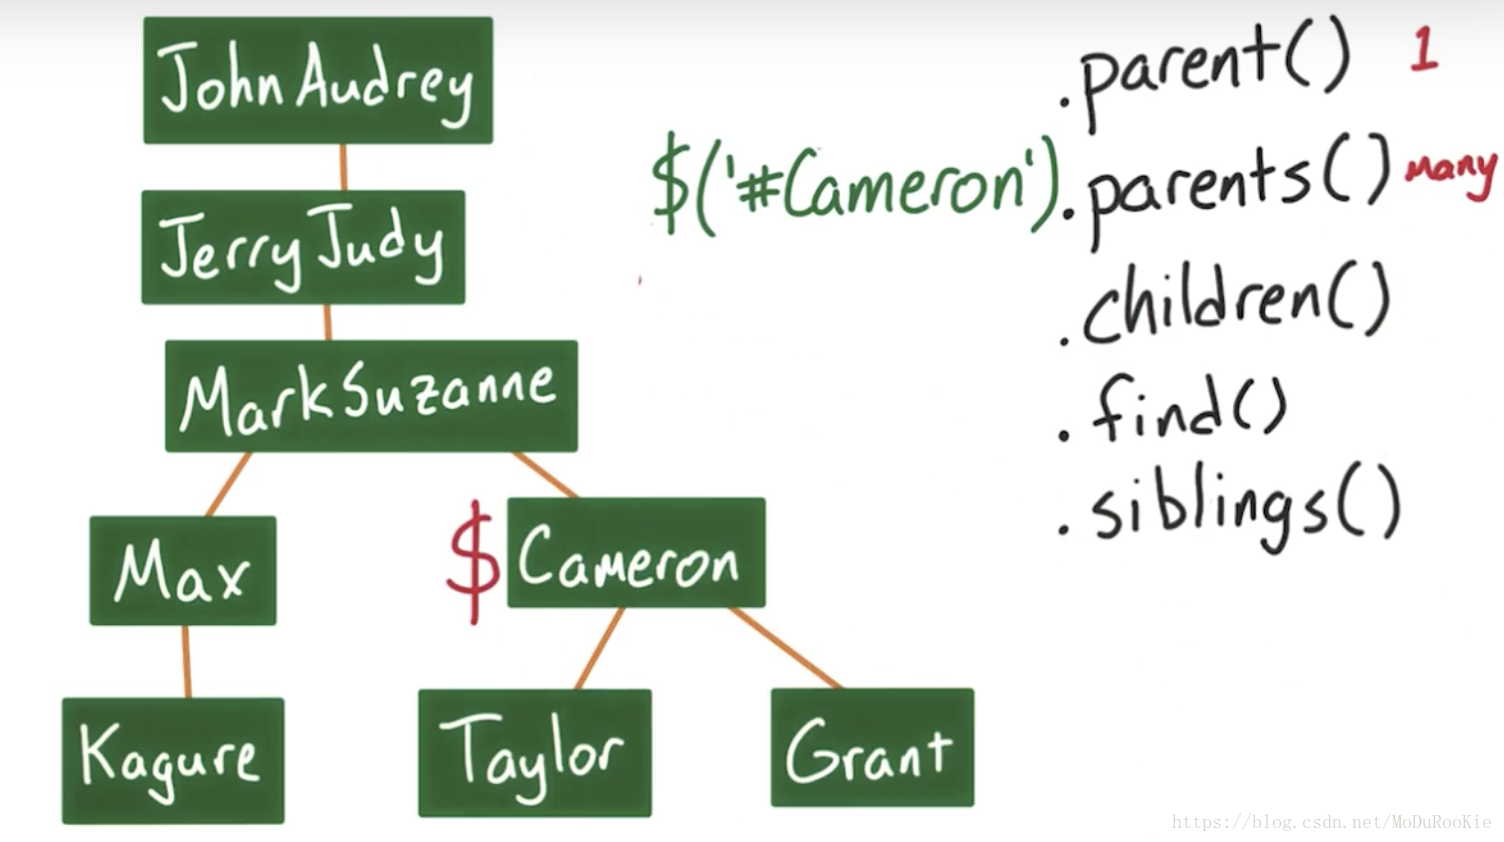 John Audrey
Jerry Judy
Mark Suzanne
Max
$ Cameron
Kagure
Taylor
Grant
$('#Cameron')
.parent() 1
.parents() many
.children()
.find()
.siblings()
https://blog.csdn.net/MoDuRooKie